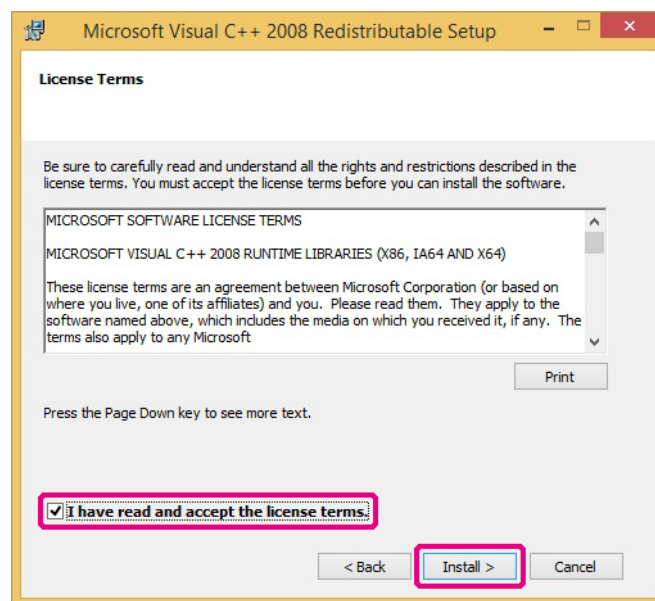 Microsoft Visual C++ 2008 Redistributable Setup
License Terms
Be sure to carefully read and understand all the rights and restrictions described in the
license terms. You must accept the license terms before you can install the software.
MICROSOFT SOFTWARE LICENSE TERMS
MICROSOFT VISUAL C++ 2008 RUNTIME LIBRARIES (X86, IA64 AND X64)
These license terms are an agreement between Microsoft Corporation (or based on
where you live, one of its affiliates) and you.  Please read them.  They apply to the
software named above, which includes the media on which you received it, if any.  The
terms also apply to any Microsoft
Print
Press the Page Down key to see more text.
I have read and accept the license terms.
< Back
Install >
Cancel